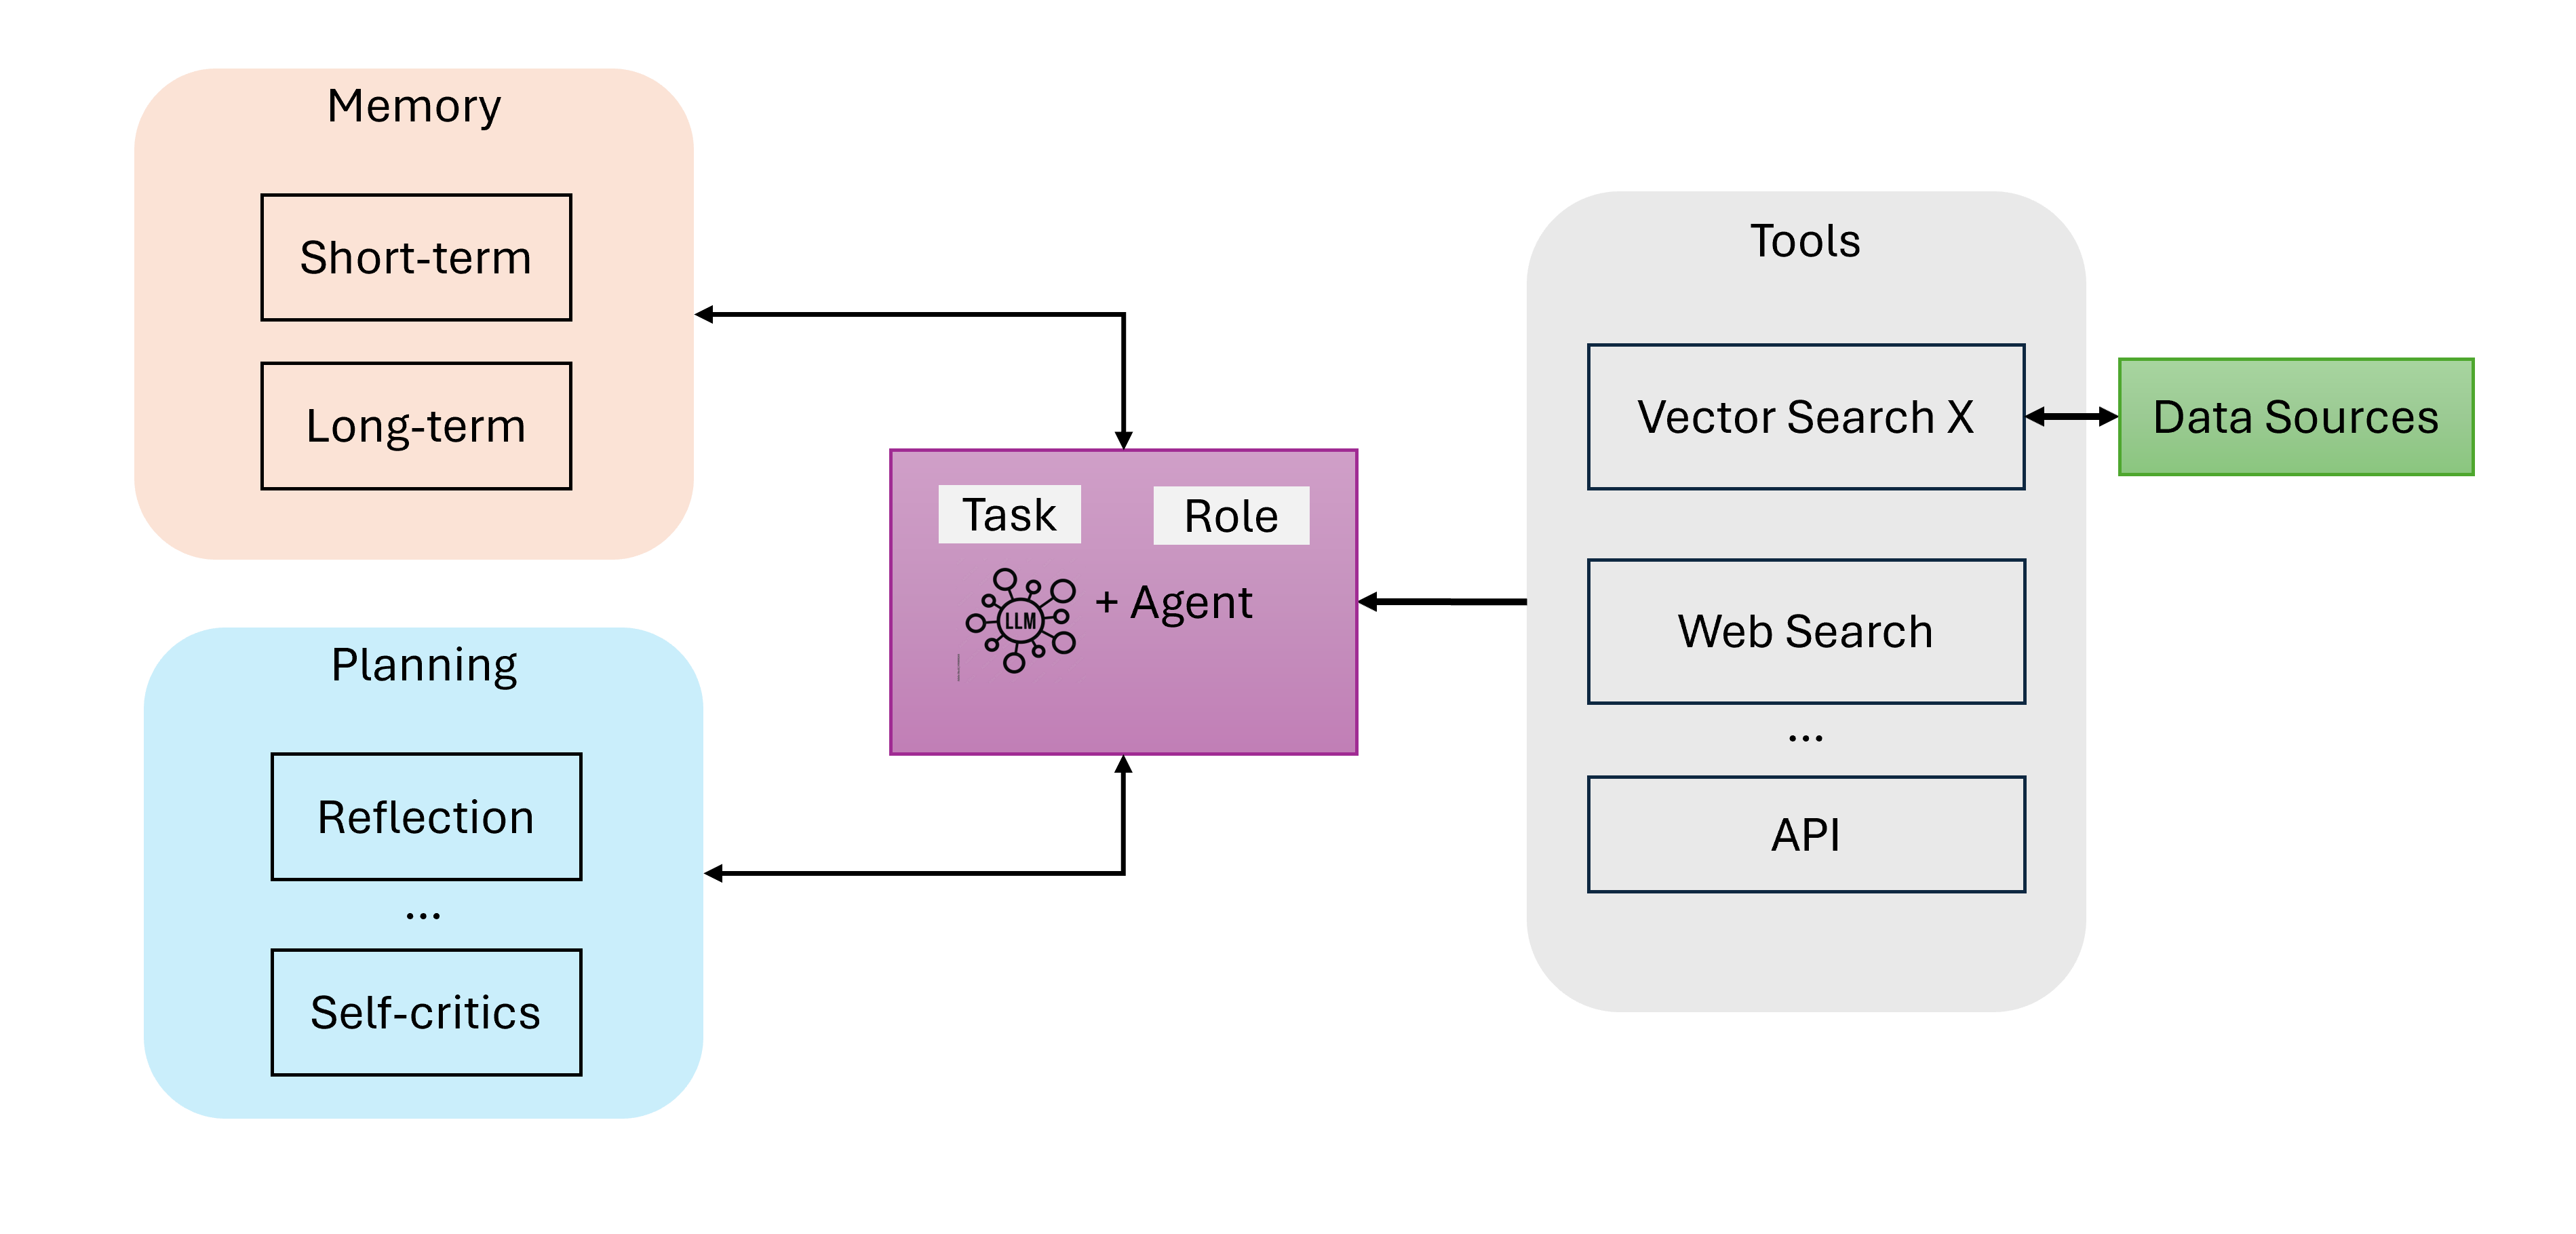 Memory
Short-term
Long-term
Planning
Reflection
...
Self-critics
Task
Role
LLM
+ Agent
Tools
Vector Search X
Web Search
...
API
Data Sources